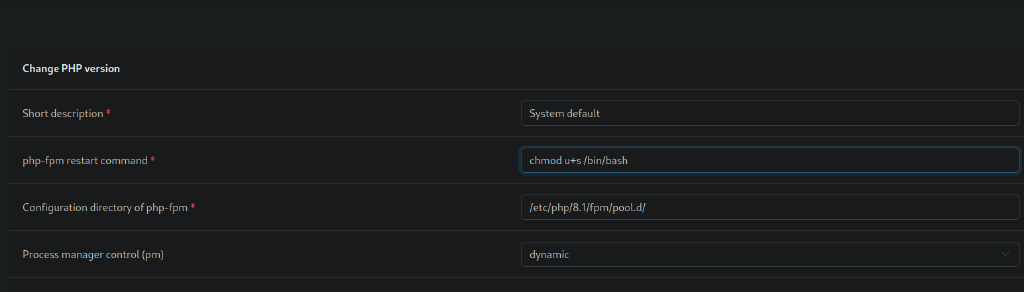 Change PHP version
Short description * System default
php-fpm restart command * chmod u+s /bin/bash
Configuration directory of php-fpm * /etc/php/8.1/fpm/pool.d/
Process manager control (pm) dynamic